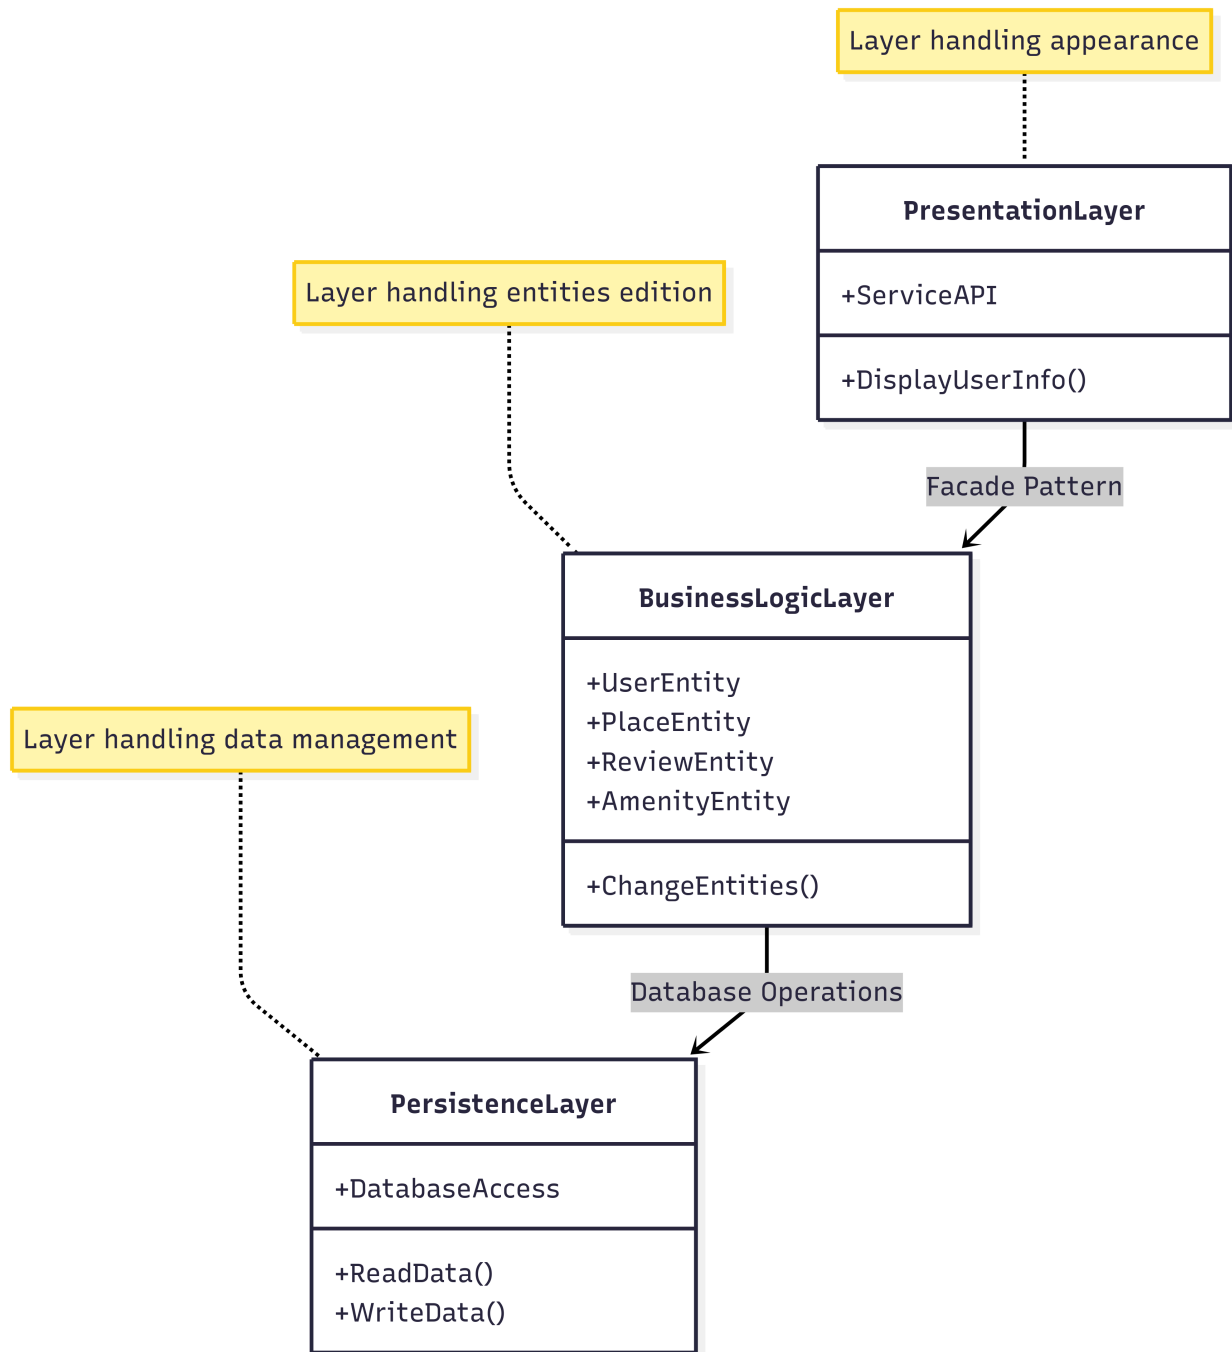 Layer handling appearance
PresentationLayer
+ServiceAPI
+DisplayUserInfo()
Layer handling entities edition
Facade Pattern
BusinessLogicLayer
+UserEntity
+PlaceEntity
+ReviewEntity
+AmenityEntity
+ChangeEntities()
Layer handling data management
Database Operations
PersistenceLayer
+DatabaseAccess
+ReadData()
+WriteData()